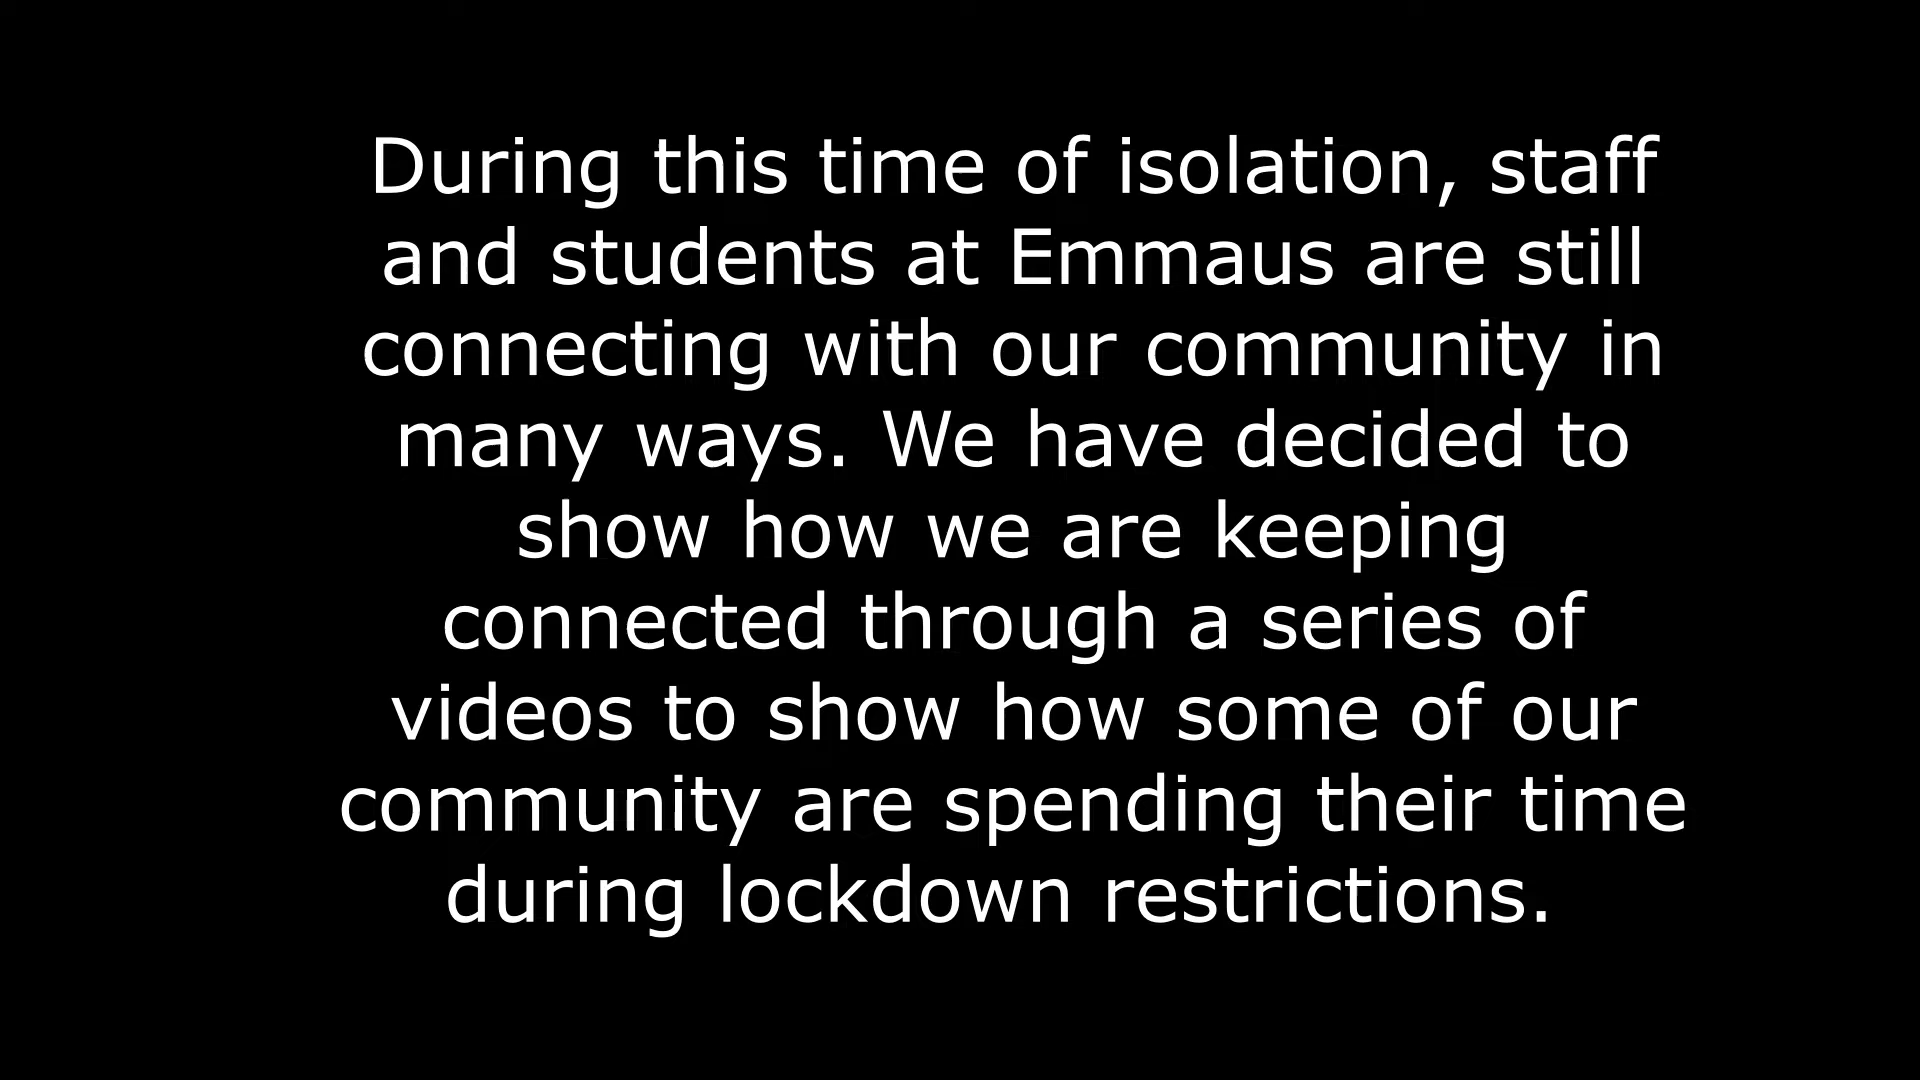 During this time of isolation, staff
and students at Emmaus are still
connecting with our community in
many ways. We have decided to
show how we are keeping
connected through a series of
videos to show how some of our
community are spending their time
during lockdown restrictions.